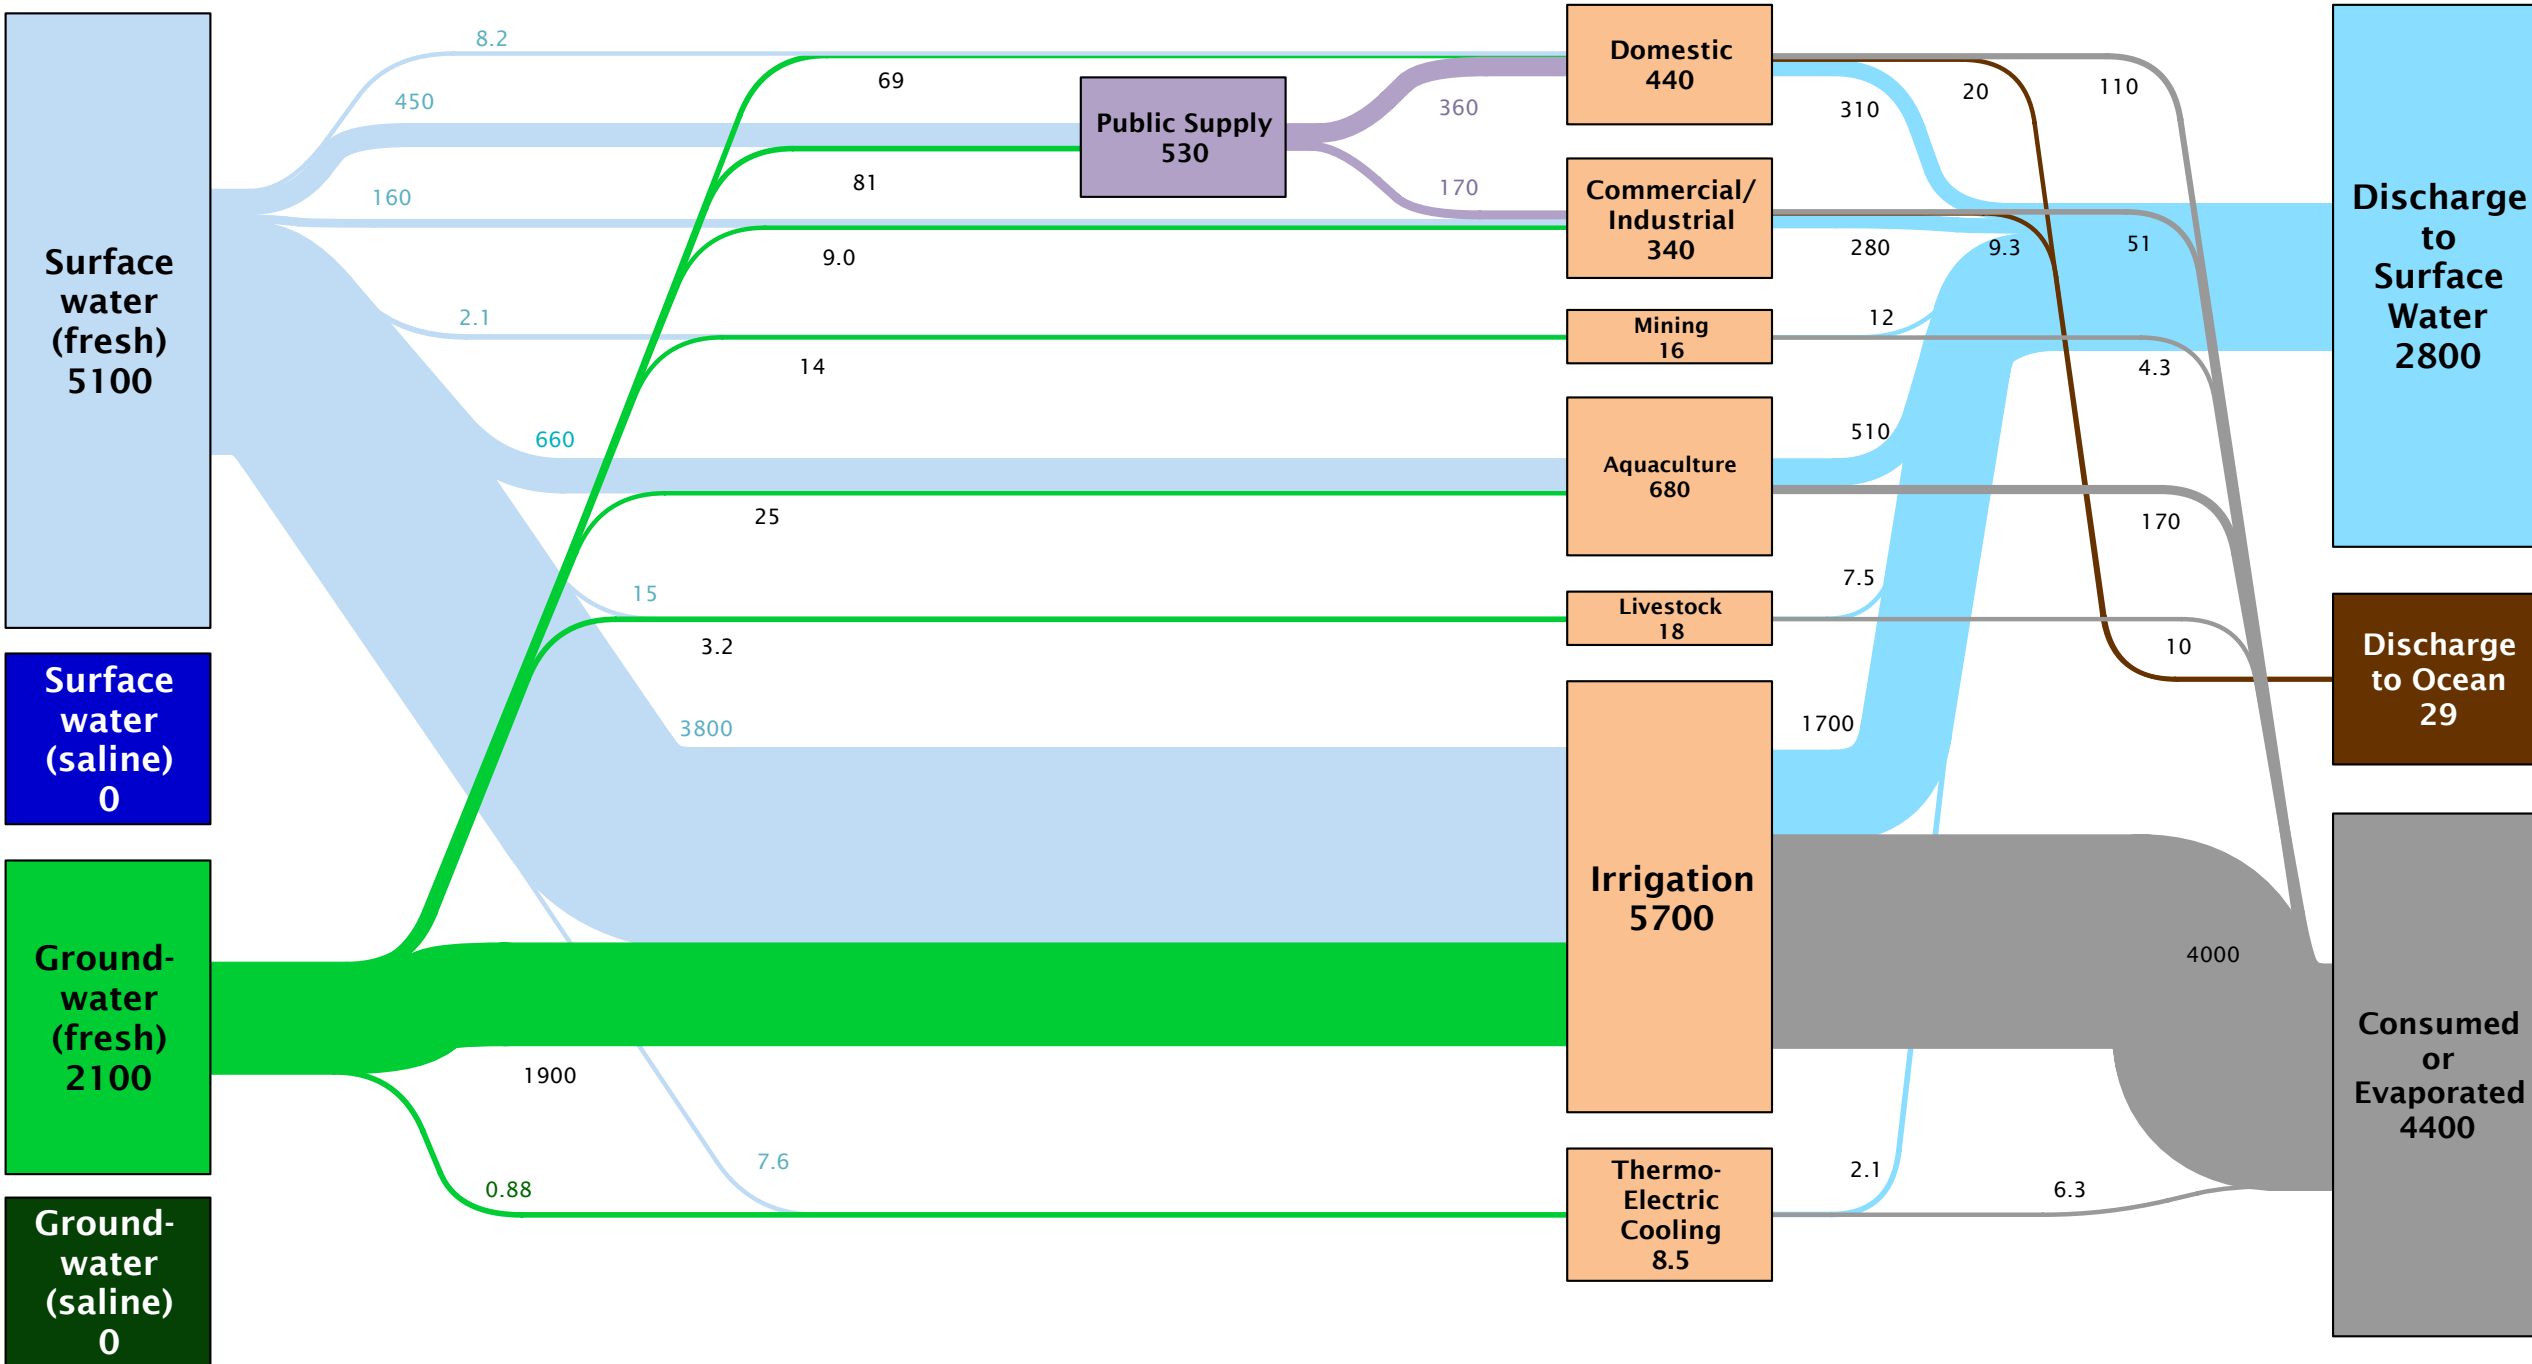 Surface
water
(fresh)
5100
Surface
water
(saline)
0
Ground-
water
(fresh)
2100
Ground-
water
(saline)
0
8.2
450
160
2.1
660
15
3800
7.6
69
81
9.0
14
25
3.2
1900
0.88
Public Supply
530
360
170
Domestic
440
Commercial/
Industrial
340
Mining
16
Aquaculture
680
Livestock
18
Irrigation
5700
Thermo-
Electric
Cooling
8.5
310
20
110
280
9.3
51
12
4.3
510
170
7.5
10
1700
4000
2.1
6.3
Discharge
to
Surface
Water
2800
Discharge
to Ocean
29
Consumed
or
Evaporated
4400